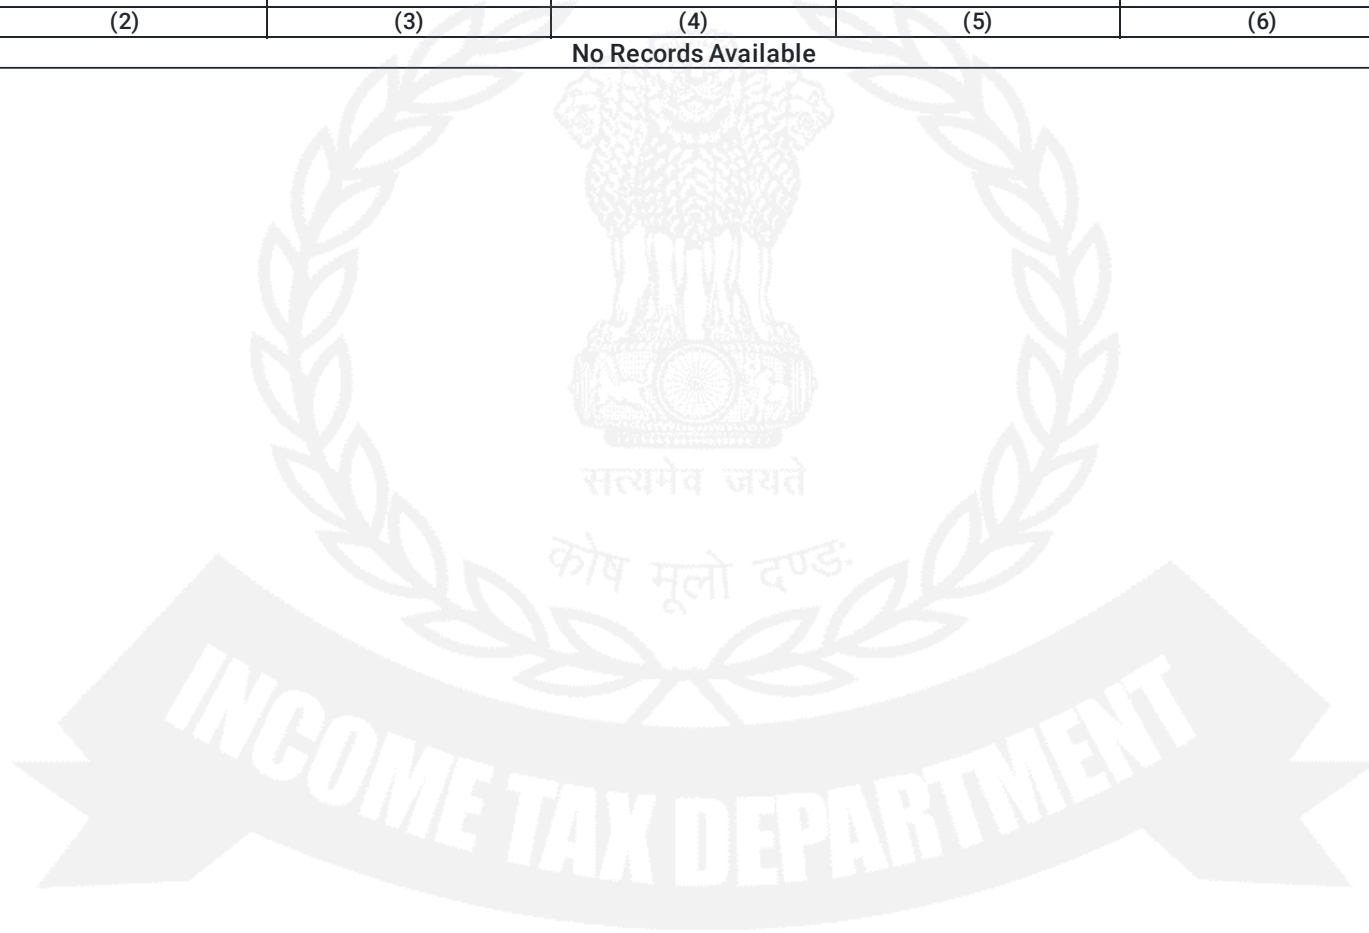 (2) (3) (4) (5) (6)
No Records Available
सत्यमेव जयते
कोष मूलो दण्डः
INCOME TAX DEPARTMENT